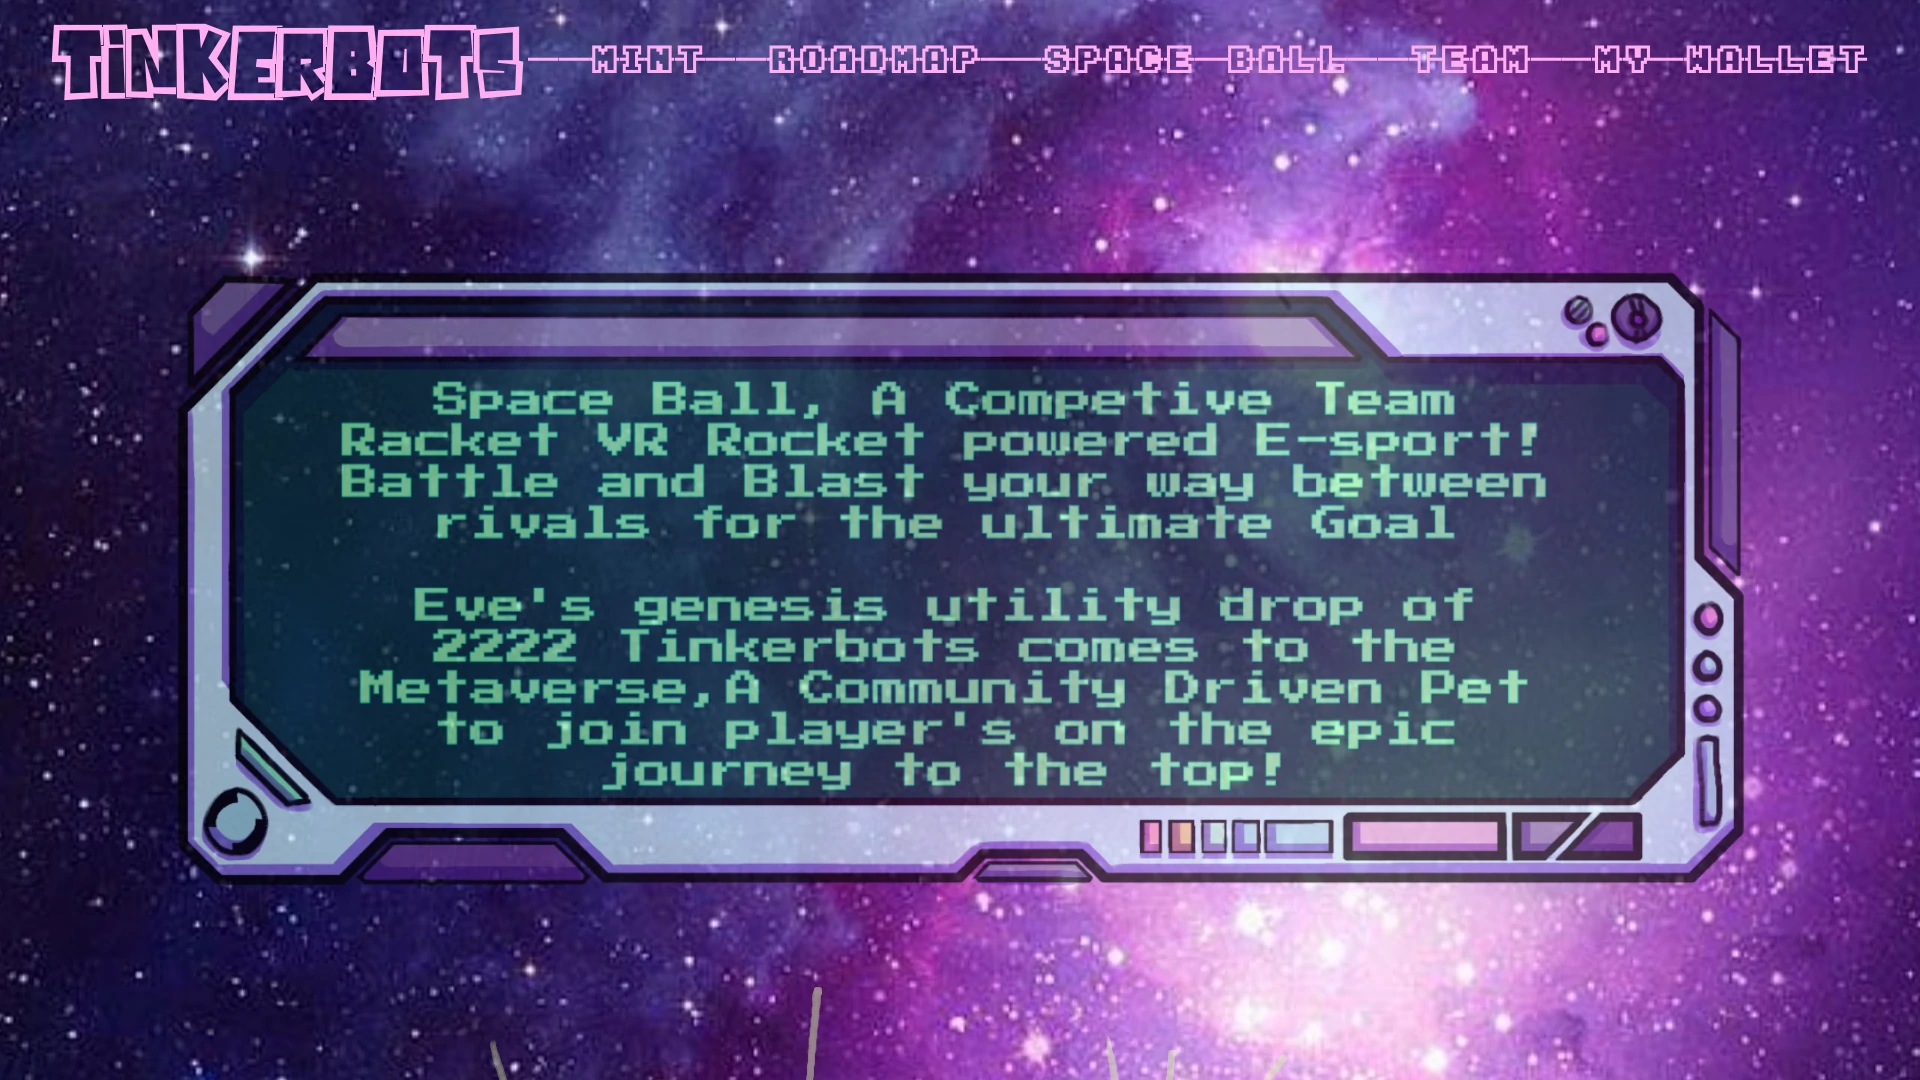 TiNKERBOTS MINT ROADMAP SPACE BALL TEAM MY WALLET
Space Ball, A Competive Team
Racket VR Rocket powered E-sport!
Battle and Blast your way between
rivals for the ultimate Goal
Eve's genesis utility drop of
2222 Tinkerbots comes to the
Metaverse,A Community Driven Pet
to join player's on the epic
journey to the top!